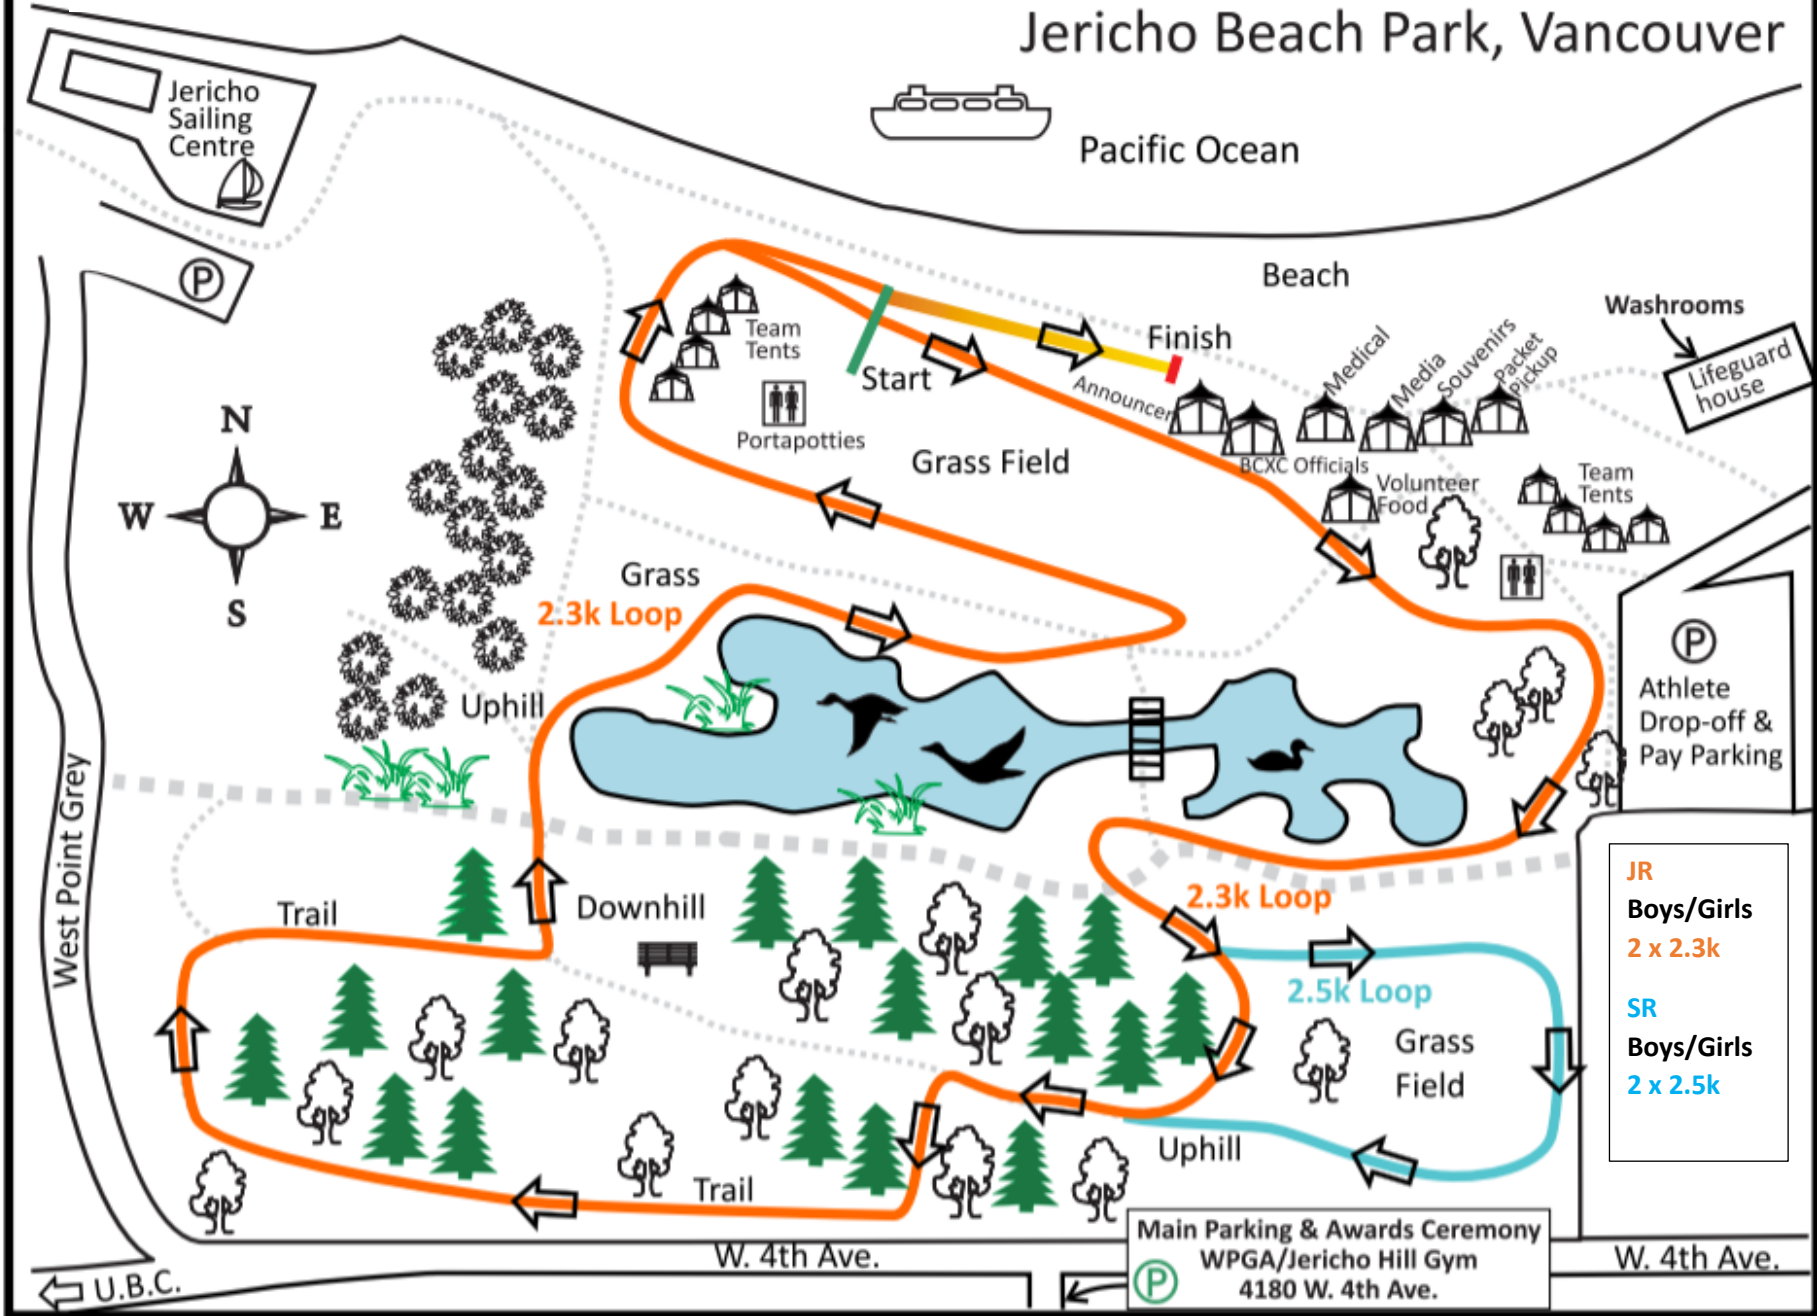 Jericho Beach Park, Vancouver
Jericho
Sailing
Centre
Pacific Ocean
Beach
Washrooms
Lifeguard
house
P
Team
Tents
Start
Finish
Announcer
Medical
Media
Souvenirs
Packet
Pickup
Portapotties
Grass Field
BCXC Officials
Volunteer
Food
Team
Tents
N
W
E
S
Grass
2.3k Loop
Uphill
P
Athlete
Drop-off &
Pay Parking
West Point Grey
Trail
Downhill
2.3k Loop
2.5k Loop
Grass
Field
JR
Boys/Girls
2 x 2.3k
SR
Boys/Girls
2 x 2.5k
Uphill
Trail
W. 4th Ave.
Main Parking & Awards Ceremony
WPGA/Jericho Hill Gym
P
4180 W. 4th Ave.
W. 4th Ave.
U.B.C.